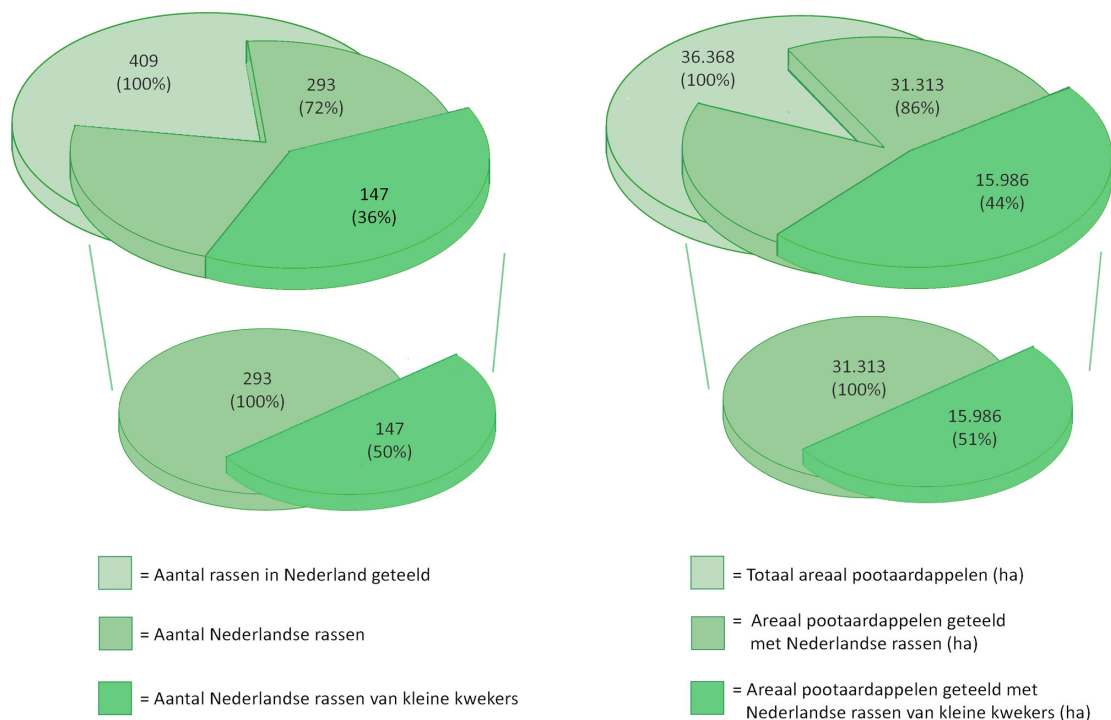 409
(100%)
293
(72%)
147
(36%)
293
(100%)
147
(50%)
= Aantal rassen in Nederland geteeld
= Aantal Nederlandse rassen
= Aantal Nederlandse rassen van kleine kwekers
36.368
(100%)
31.313
(86%)
15.986
(44%)
31.313
(100%)
15.986
(51%)
= Totaal areaal pootaardappelen (ha)
= Areaal pootaardappelen geteeld
met Nederlandse rassen (ha)
= Areaal pootaardappelen geteeld met
Nederlandse rassen van kleine kwekers (ha)